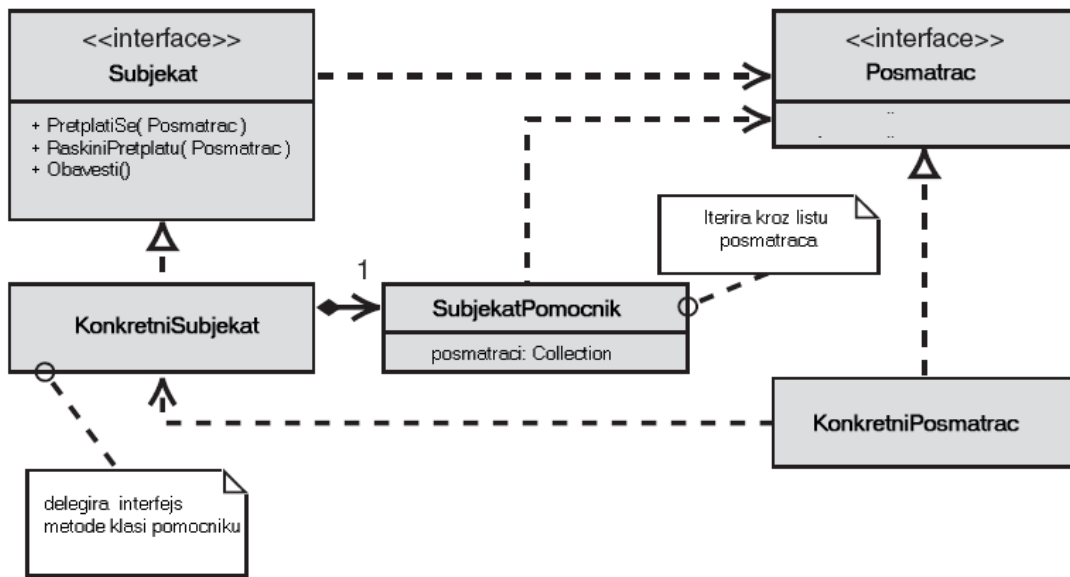 <<interface>>
Subjekat
+ PretplatiSe( Posmatrac )
+ RaskiniPretplatu( Posmatrac )
+ Obavesti()
<<interface>>
Posmatrac
Iterira kroz listu
posmatraca
1
KonkretniSubjekat
SubjekatPomocnik
posmatraci: Collection
KonkretniPosmatrac
delegira interfejs
metode klasi pomocniku